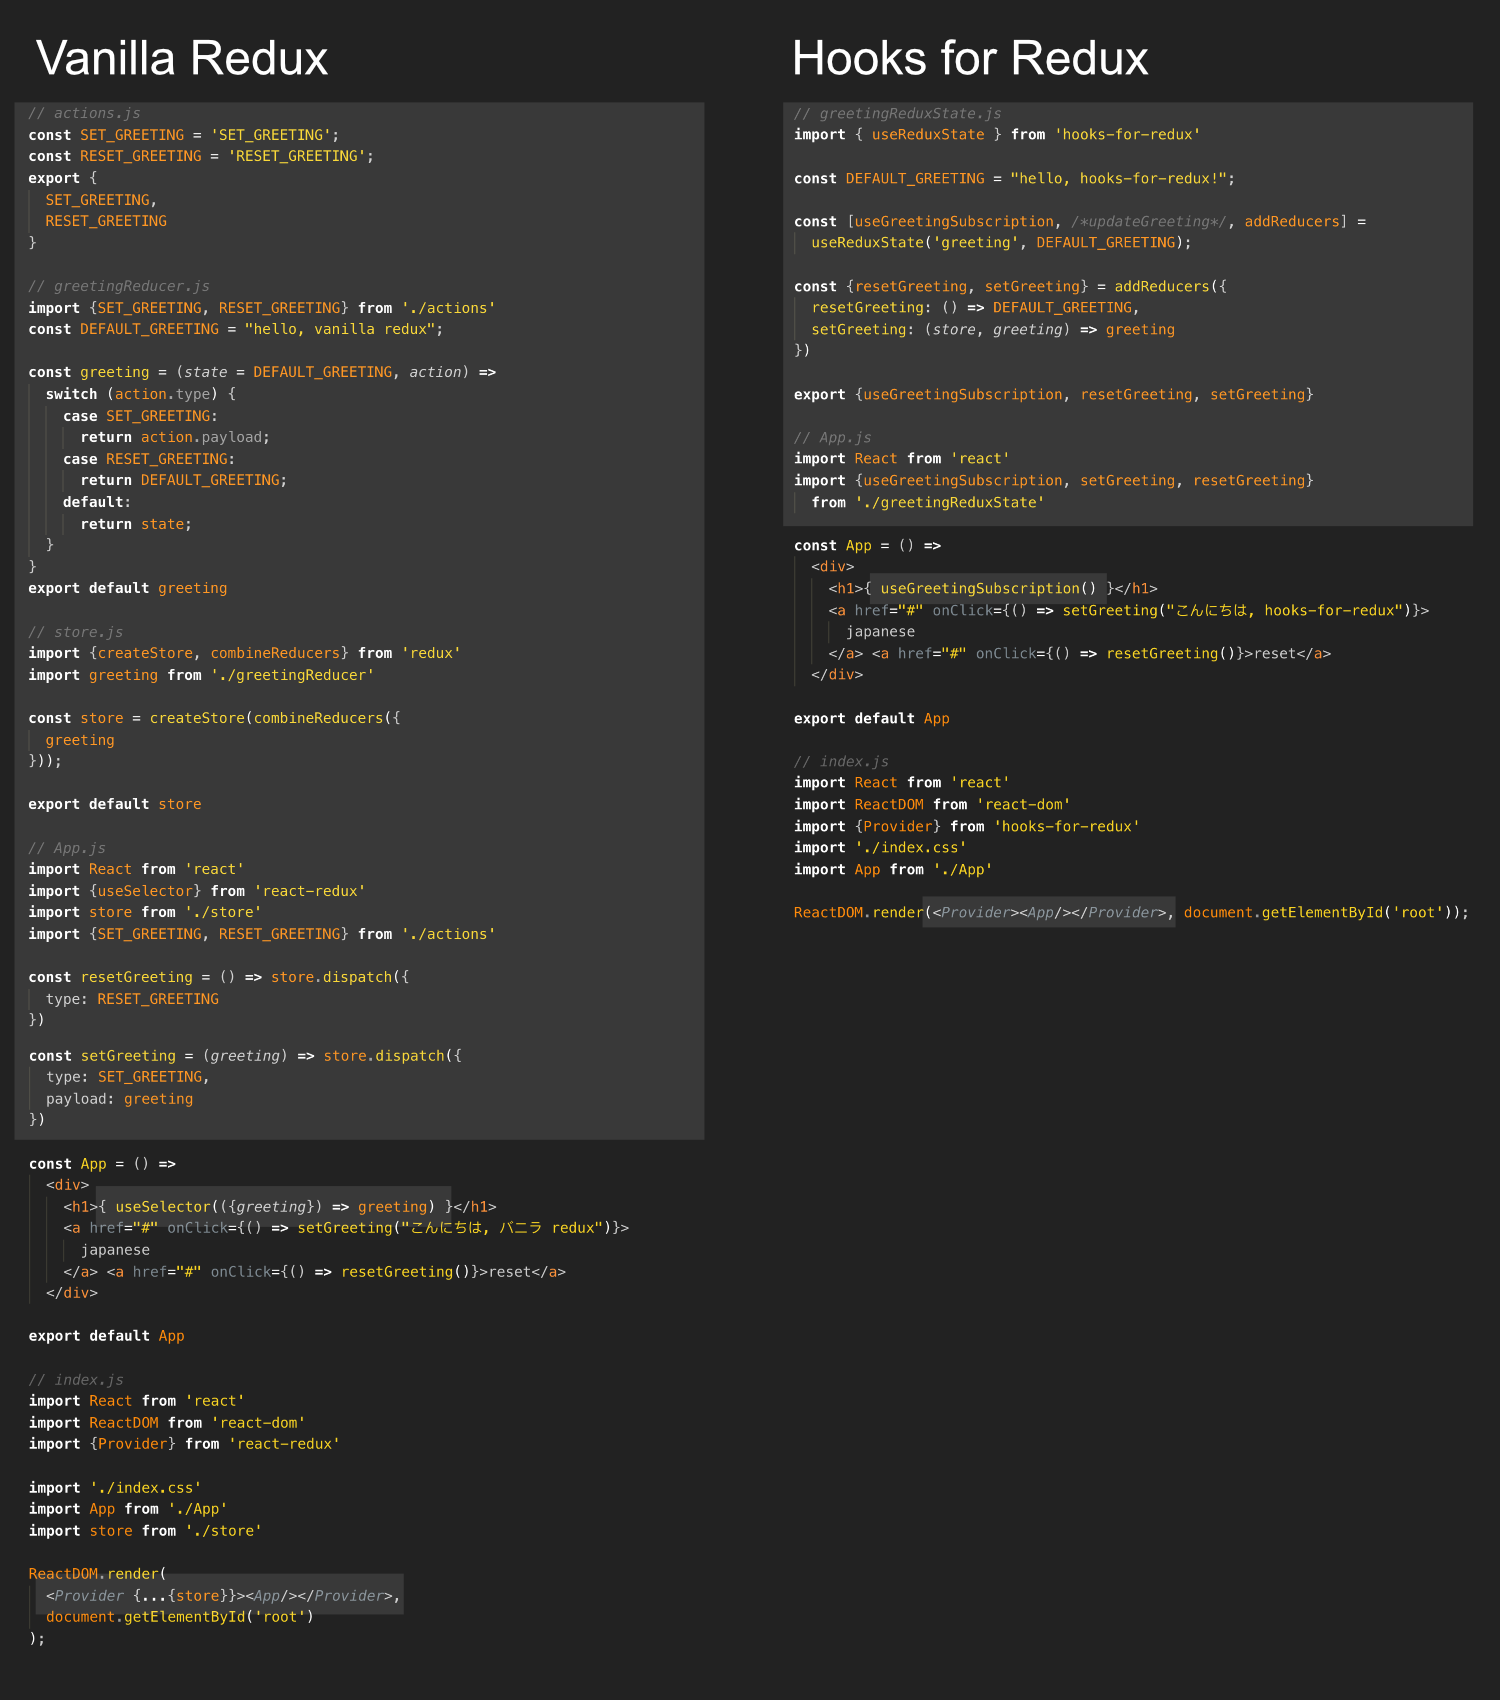 Vanilla Redux
// actions.js
const SET_GREETING = 'SET_GREETING';
const RESET_GREETING = 'RESET_GREETING';
export {
  SET_GREETING,
  RESET_GREETING
}
// greetingReducer.js
import {SET_GREETING, RESET_GREETING} from './actions'
const DEFAULT_GREETING = "hello, vanilla redux";
const greeting = (state = DEFAULT_GREETING, action) =>
  switch (action.type) {
    case SET_GREETING:
      return action.payload;
    case RESET_GREETING:
      return DEFAULT_GREETING;
    default:
      return state;
  }
}
export default greeting
// store.js
import {createStore, combineReducers} from 'redux'
import greeting from './greetingReducer'
const store = createStore(combineReducers({
  greeting
}));
export default store
// App.js
import React from 'react'
import {useSelector} from 'react-redux'
import store from './store'
import {SET_GREETING, RESET_GREETING} from './actions'
const resetGreeting = () => store.dispatch({
  type: RESET_GREETING
})
const setGreeting = (greeting) => store.dispatch({
  type: SET_GREETING,
  payload: greeting
})
const App = () =>
  <div>
    <h1>{ useSelector(({greeting}) => greeting) }</h1>
    <a href="#" onClick={() => setGreeting("こんにちは, バニラ redux")}>
      japanese
    </a> <a href="#" onClick={() => resetGreeting()}>reset</a>
  </div>
export default App
// index.js
import React from 'react'
import ReactDOM from 'react-dom'
import {Provider} from 'react-redux'
import './index.css'
import App from './App'
import store from './store'
ReactDOM.render(
  <Provider {...{store}}><App/></Provider>,
  document.getElementById('root')
);
Hooks for Redux
// greetingReduxState.js
import { useReduxState } from 'hooks-for-redux'
const DEFAULT_GREETING = "hello, hooks-for-redux!";
const [useGreetingSubscription, /*updateGreeting*/, addReducers] =
  useReduxState('greeting', DEFAULT_GREETING);
const {resetGreeting, setGreeting} = addReducers({
  resetGreeting: () => DEFAULT_GREETING,
  setGreeting: (store, greeting) => greeting
})
export {useGreetingSubscription, resetGreeting, setGreeting}
// App.js
import React from 'react'
import {useGreetingSubscription, setGreeting, resetGreeting}
  from './greetingReduxState'
const App = () =>
  <div>
    <h1>{ useGreetingSubscription() }</h1>
    <a href="#" onClick={() => setGreeting("こんにちは, hooks-for-redux")}>
      japanese
    </a> <a href="#" onClick={() => resetGreeting()}>reset</a>
  </div>
export default App
// index.js
import React from 'react'
import ReactDOM from 'react-dom'
import {Provider} from 'hooks-for-redux'
import './index.css'
import App from './App'
ReactDOM.render(<Provider><App/></Provider>, document.getElementById('root'));